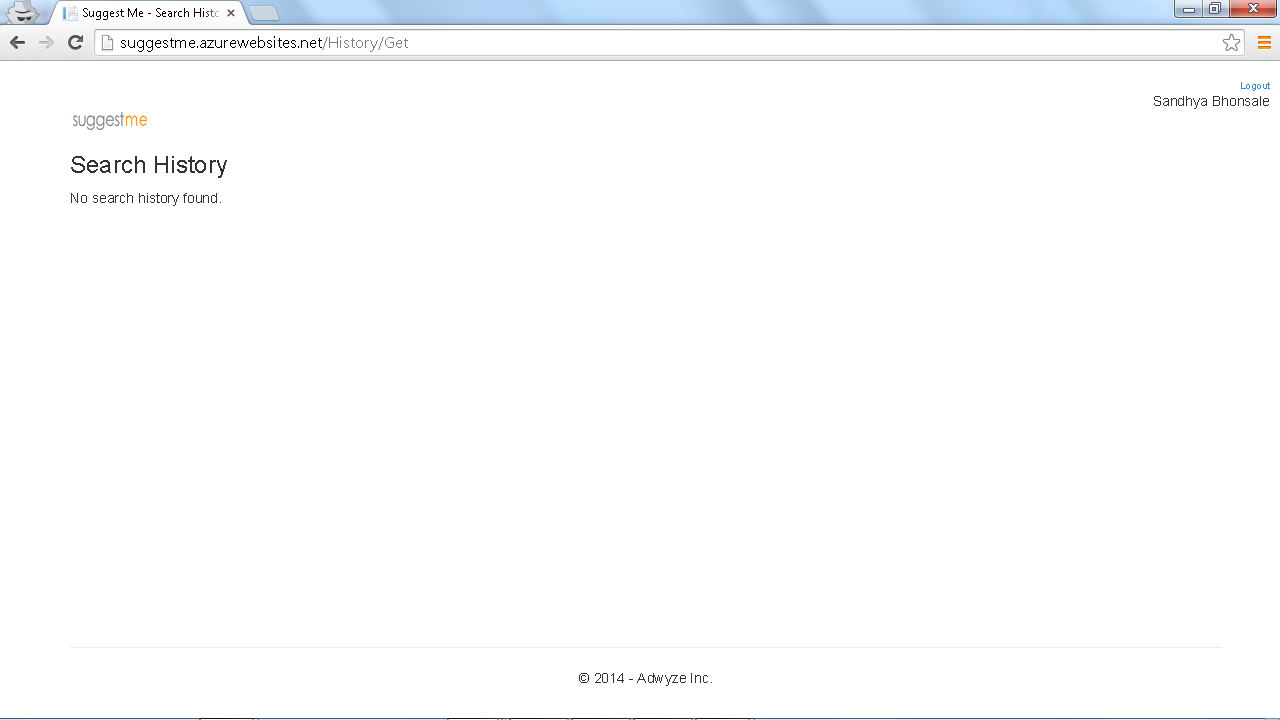 Suggest Me - Search Histo
suggestme.azurewebsites.net/History/Get
Logout
Sandhya Bhonsale
suggestme
Search History
No search history found.
© 2014 - Adwyze Inc.